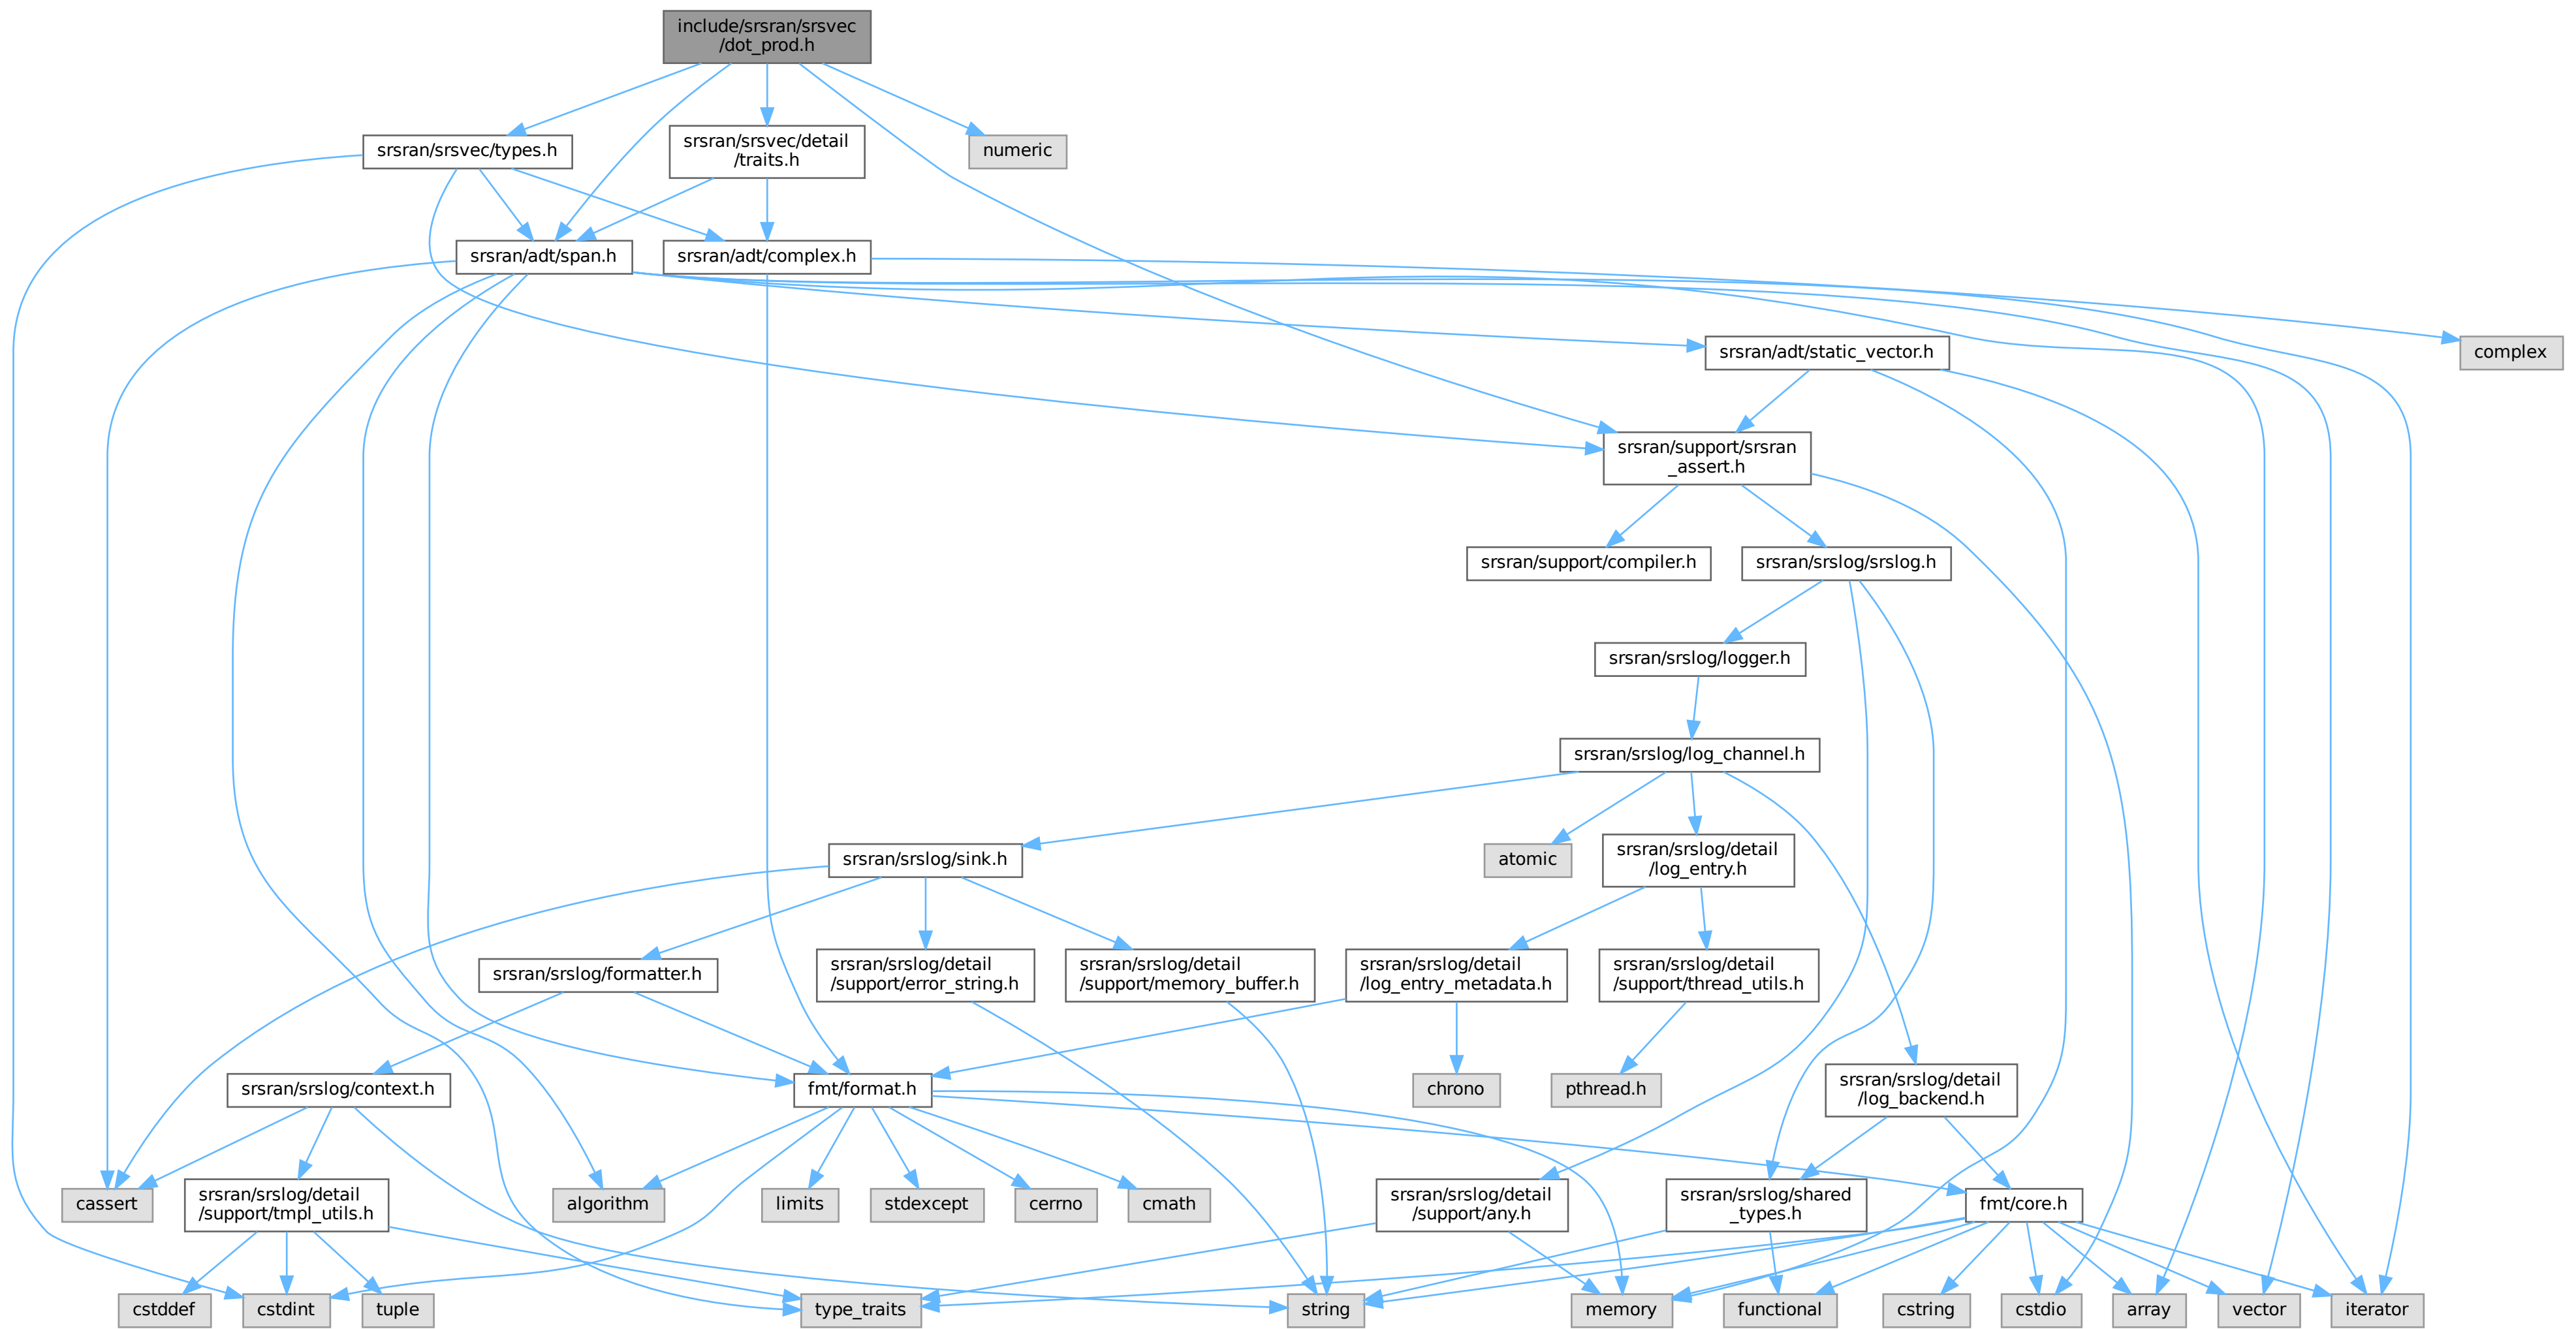 include/srsran/srsvec
/dot_prod.h
srsran/srsvec/types.h
srsran/srsvec/detail
/traits.h
numeric
srsran/adt/span.h
srsran/adt/complex.h
srsran/adt/static_vector.h
complex
srsran/support/srsran
_assert.h
srsran/support/compiler.h
srsran/srslog/srslog.h
srsran/srslog/logger.h
srsran/srslog/log_channel.h
srsran/srslog/sink.h
atomic
srsran/srslog/detail
/log_entry.h
srsran/srslog/formatter.h
srsran/srslog/detail
/support/error_string.h
srsran/srslog/detail
/support/memory_buffer.h
srsran/srslog/detail
/log_entry_metadata.h
srsran/srslog/detail
/support/thread_utils.h
srsran/srslog/context.h
fmt/format.h
chrono
pthread.h
srsran/srslog/detail
/log_backend.h
cassert
srsran/srslog/detail
/support/tmpl_utils.h
algorithm
limits
stdexcept
cerrno
cmath
srsran/srslog/detail
/support/any.h
srsran/srslog/shared
_types.h
fmt/core.h
cstddef
cstdint
tuple
type_traits
string
memory
functional
cstring
cstdio
array
vector
iterator